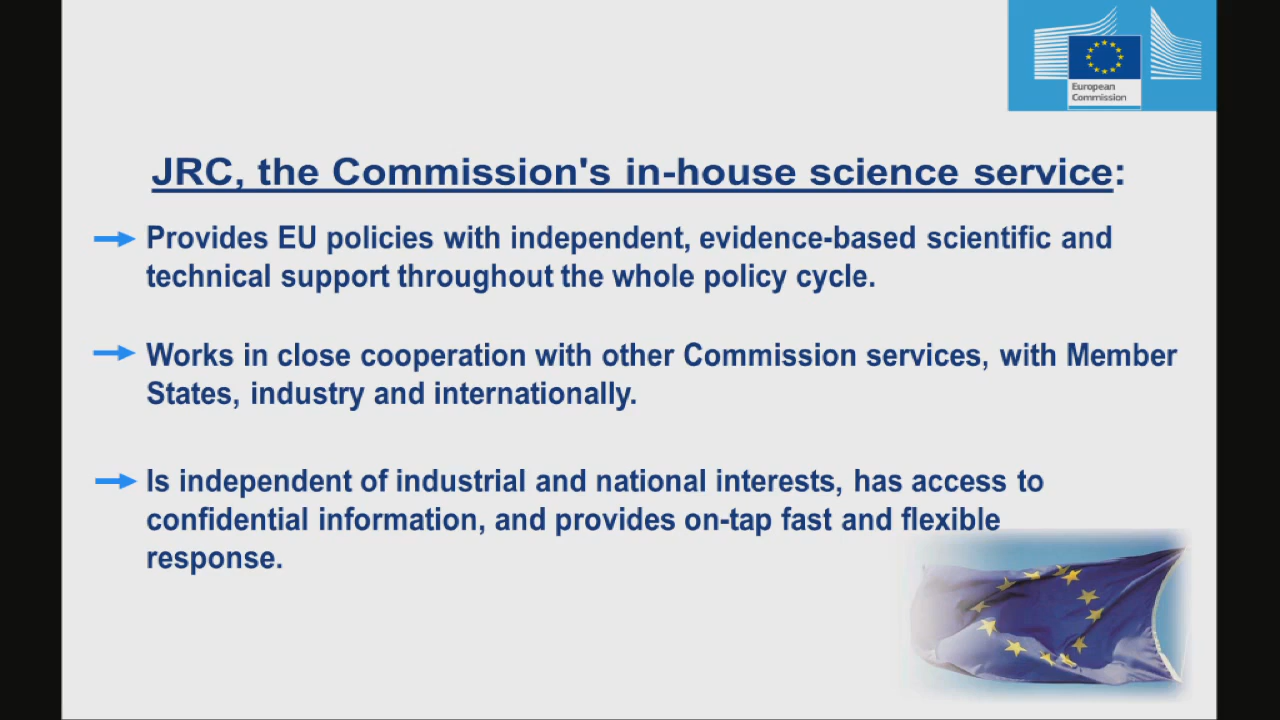 European
Commission
JRC, the Commission's in-house science service:
Provides EU policies with independent, evidence-based scientific and
technical support throughout the whole policy cycle.
Works in close cooperation with other Commission services, with Member
States, industry and internationally.
Is independent of industrial and national interests, has access to
confidential information, and provides on-tap fast and flexible
response.